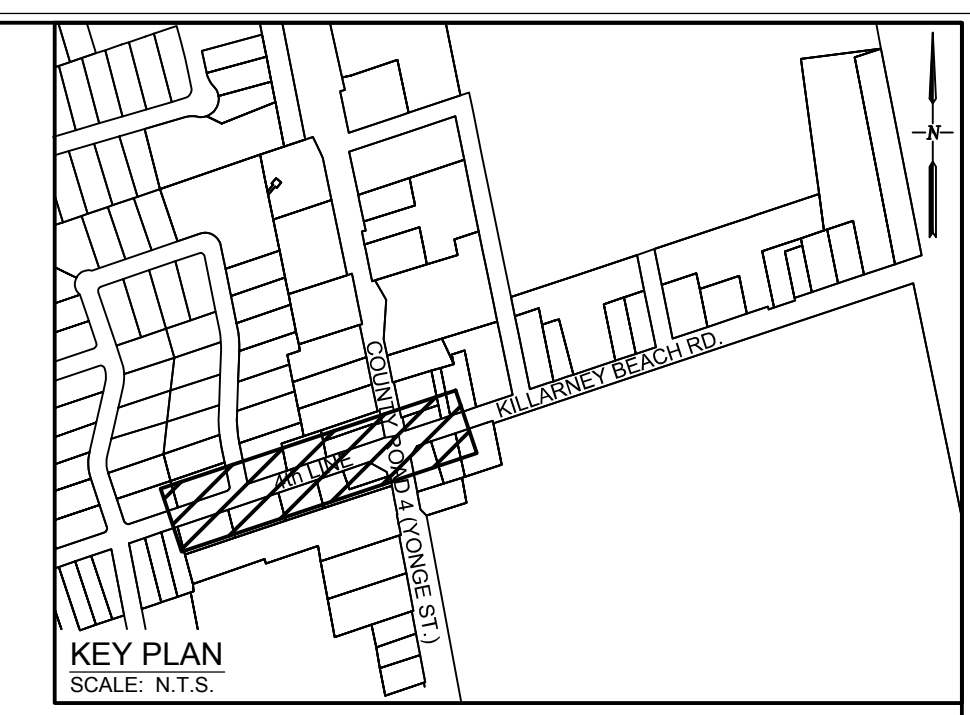 N
KILLARNEY BEACH RD.
COUNTY ROAD 4 (YONGE ST.)
4th LINE
KEY PLAN
SCALE: N.T.S.